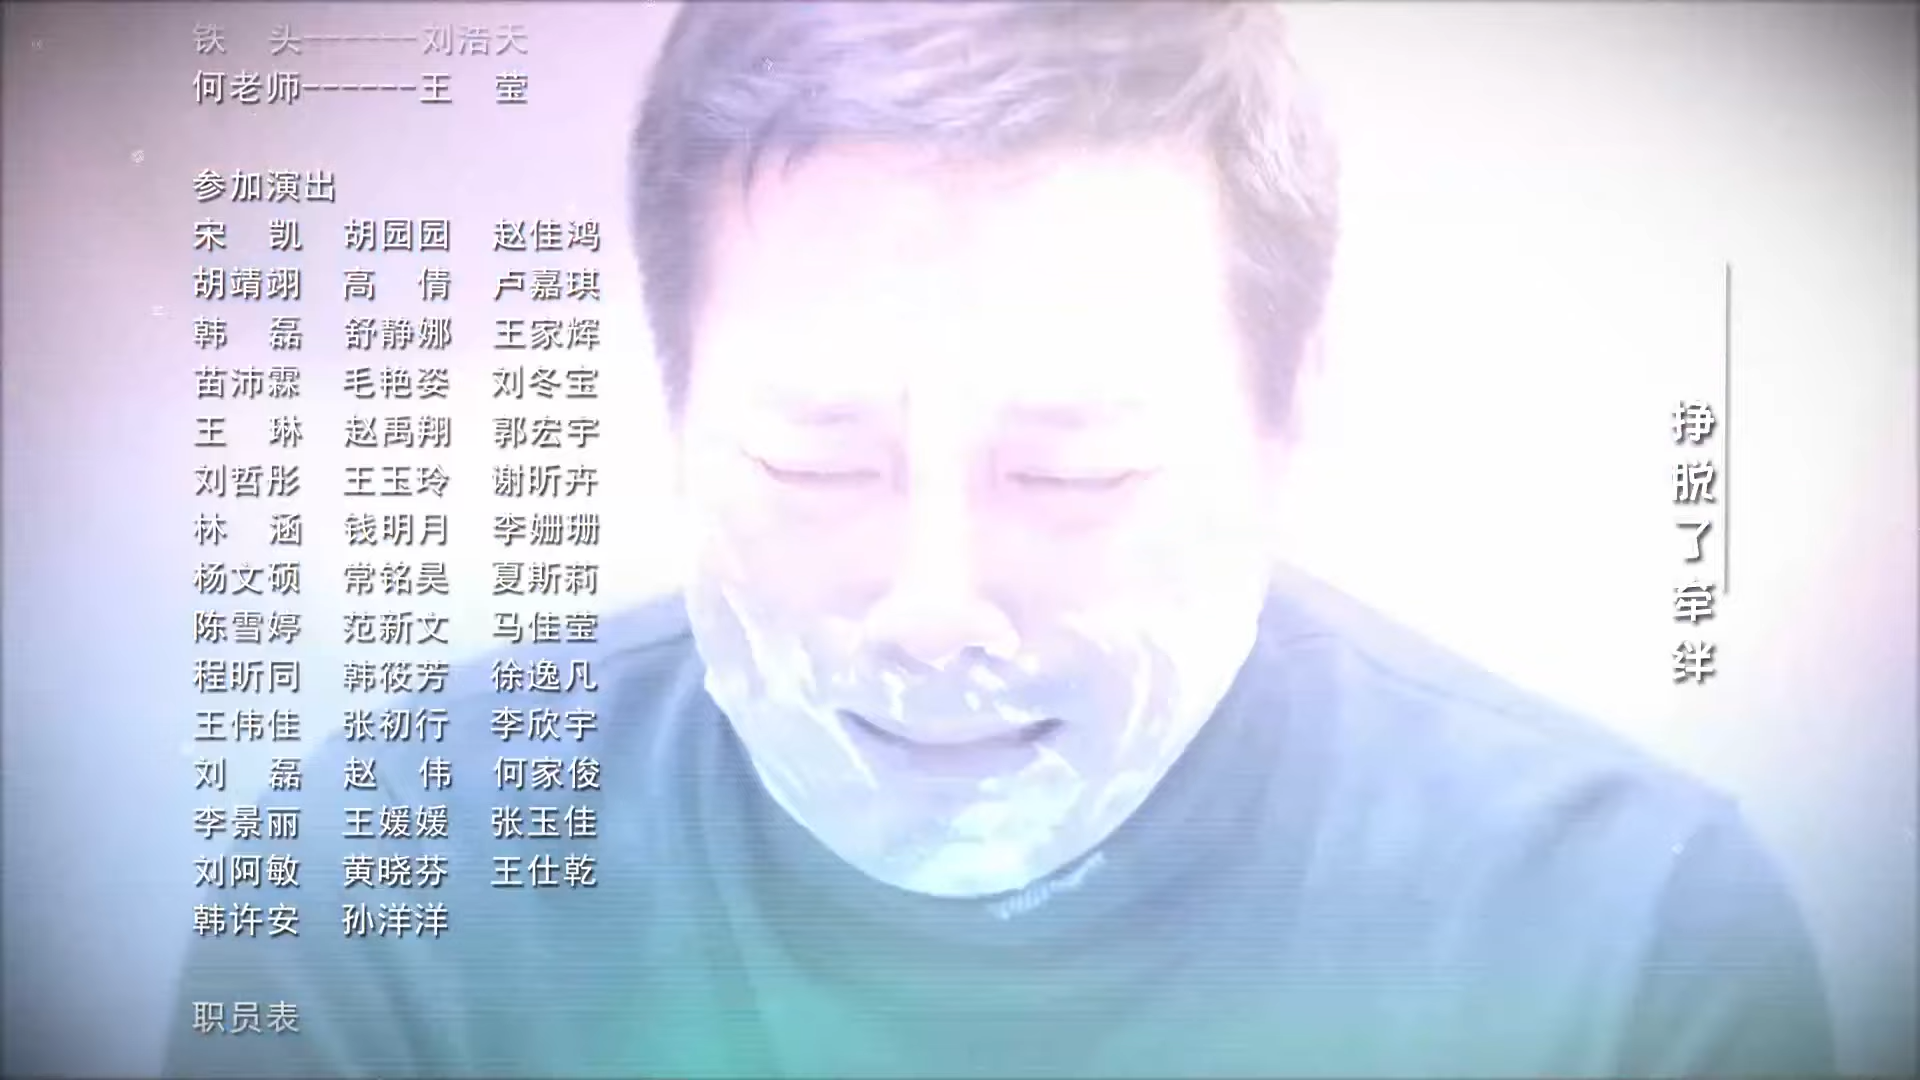 铁　头------刘浩天
何老师------王　莹
参加演出
宋　凯　胡园园　赵佳鸿
胡靖翊　高　倩　卢嘉琪
韩　磊　舒静娜　王家辉
苗沛霖　毛艳姿　刘冬宝
王　琳　赵禹翔　郭宏宇
刘哲彤　王玉玲　谢昕卉
林　涵　钱明月　李姗珊
杨文硕　常铭昊　夏斯莉
陈雪婷　范新文　马佳莹
程昕同　韩筱芳　徐逸凡
王伟佳　张初行　李欣宇
刘　磊　赵　伟　何家俊
李景丽　王媛媛　张玉佳
刘阿敏　黄晓芬　王仕乾
韩许安　孙洋洋
职员表
挣脱了牵绊